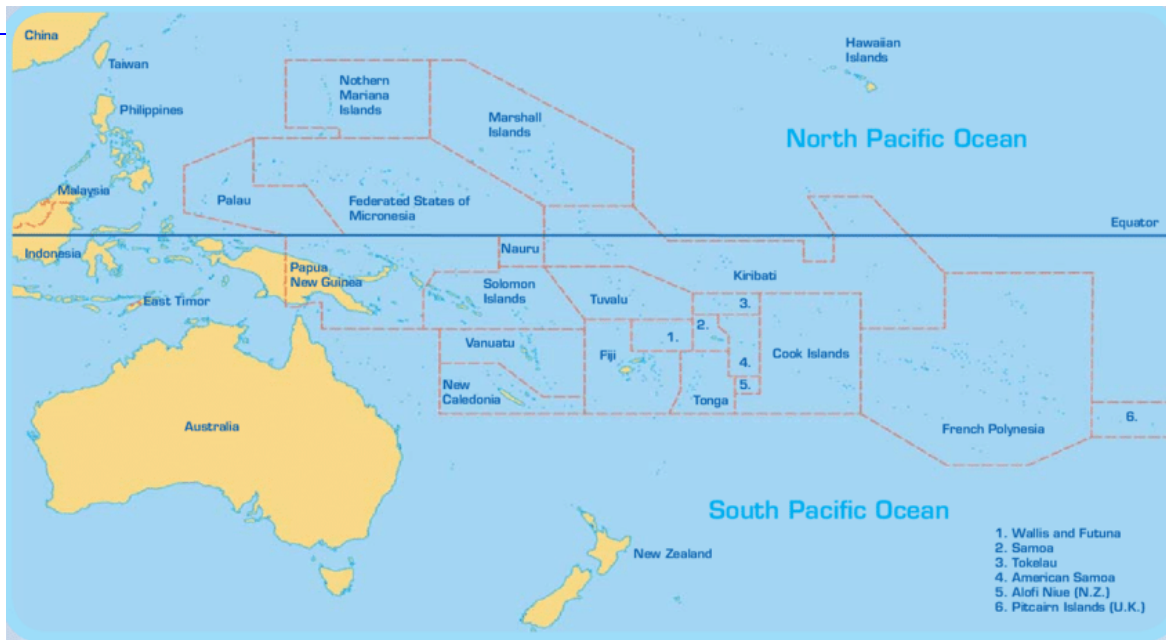 China
Taiwan
Philippines
Malaysia
Indonesia
East Timor
Palau
Nothern
Mariana
Islands
Marshall
Islands
Federated States of
Micronesia
Hawaiian
Islands
North Pacific Ocean
Equator
Nauru
Papua
New Guinea
Solomon
Islands
Kiribati
Tuvalu
3.
2.
1.
Vanuatu
Fiji
4.
Cook Islands
5.
New
Caledonia
Tonga
6.
French Polynesia
Australia
South Pacific Ocean
New Zealand
1. Wallis and Futuna
2. Samoa
3. Tokelau
4. American Samoa
5. Alofi Niue (N.Z.)
6. Pitcairn Islands (U.K.)